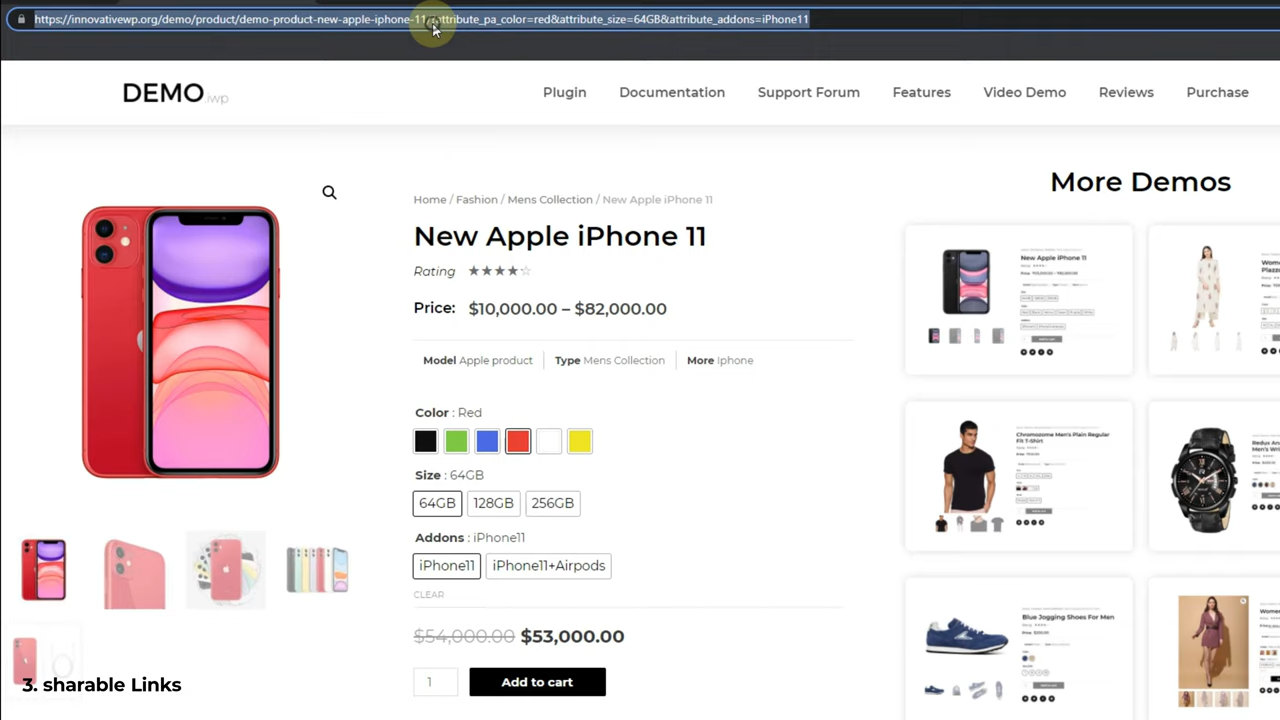 https://innovativewp.org/demo/product/demo-product-new-apple-iphone-11/?attribute_pa_color=red&attribute_size=64GB&attribute_addons=iPhone11
DEMO.iwp
Plugin Documentation Support Forum Features Video Demo Reviews Purchase
Home / Fashion / Mens Collection / New Apple iPhone 11
New Apple iPhone 11
Rating ★★★★☆
Price: $10,000.00 – $82,000.00
Model Apple product Type Mens Collection More Iphone
Color : Red
Size : 64GB
64GB 128GB 256GB
Addons : iPhone11
iPhone11 iPhone11+Airpods
CLEAR
$54,000.00 $53,000.00
1 Add to cart
3. sharable Links
More Demos
New Apple iPhone 11
Chromozome Men's Plain Regular
Fit T-Shirt
Blue Jogging Shoes For Men